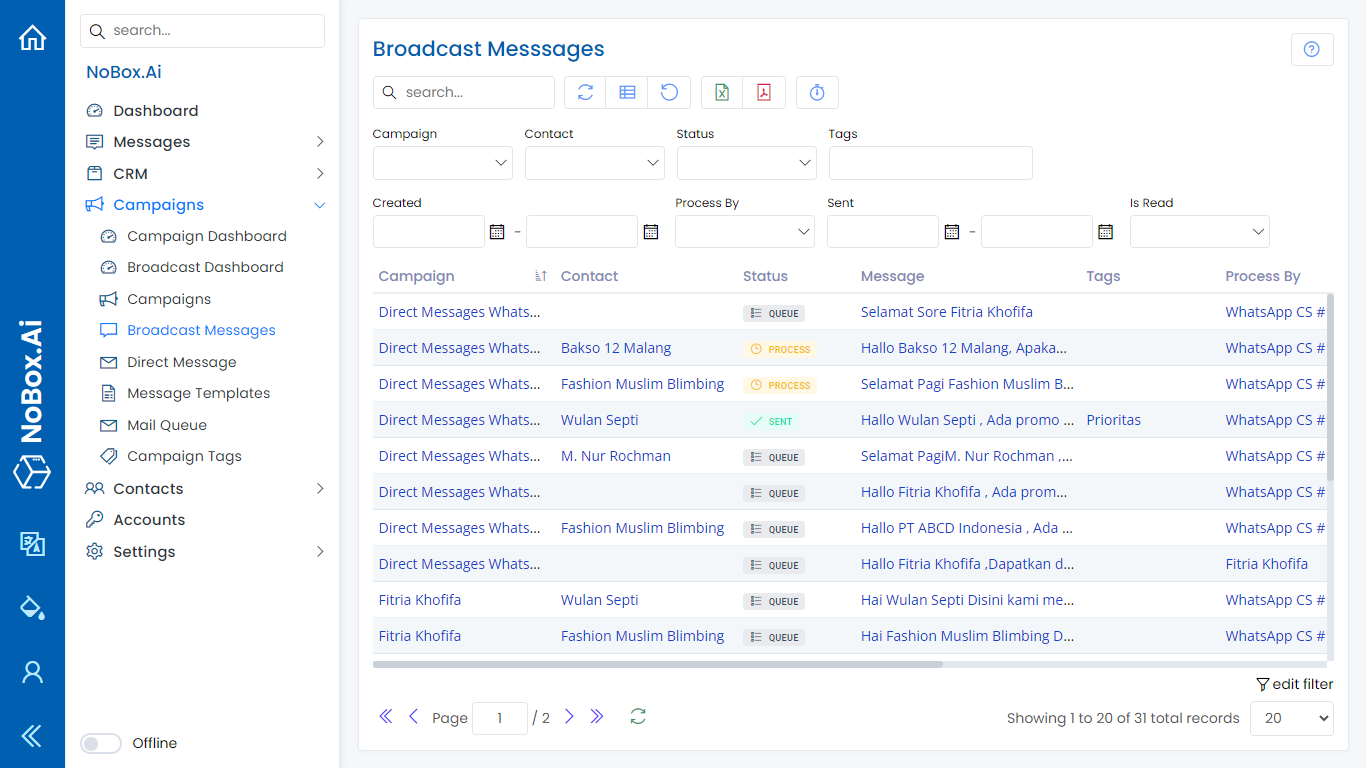 NoBox.Ai
search...
NoBox.Ai
Dashboard
Messages
CRM
Campaigns
Campaign Dashboard
Broadcast Dashboard
Campaigns
Broadcast Messages
Direct Message
Message Templates
Mail Queue
Campaign Tags
Contacts
Accounts
Settings
Offline
Broadcast Messsages
search...
Campaign Contact Status Tags
Created - Process By Sent - Is Read
Campaign Contact Status Message Tags Process By
Direct Messages Whats... QUEUE Selamat Sore Fitria Khofifa WhatsApp CS #
Direct Messages Whats... Bakso 12 Malang PROCESS Hallo Bakso 12 Malang, Apaka... WhatsApp CS #
Direct Messages Whats... Fashion Muslim Blimbing PROCESS Selamat Pagi Fashion Muslim B... WhatsApp CS #
Direct Messages Whats... Wulan Septi SENT Hallo Wulan Septi , Ada promo ... Prioritas WhatsApp CS #
Direct Messages Whats... M. Nur Rochman QUEUE Selamat PagiM. Nur Rochman ,... WhatsApp CS #
Direct Messages Whats... QUEUE Hallo Fitria Khofifa , Ada prom... WhatsApp CS #
Direct Messages Whats... Fashion Muslim Blimbing QUEUE Hallo PT ABCD Indonesia , Ada ... WhatsApp CS #
Direct Messages Whats... QUEUE Hallo Fitria Khofifa ,Dapatkan d... Fitria Khofifa
Fitria Khofifa Wulan Septi QUEUE Hai Wulan Septi Disini kami me... WhatsApp CS #
Fitria Khofifa Fashion Muslim Blimbing QUEUE Hai Fashion Muslim Blimbing D... WhatsApp CS #
edit filter
Page 1 / 2 Showing 1 to 20 of 31 total records 20